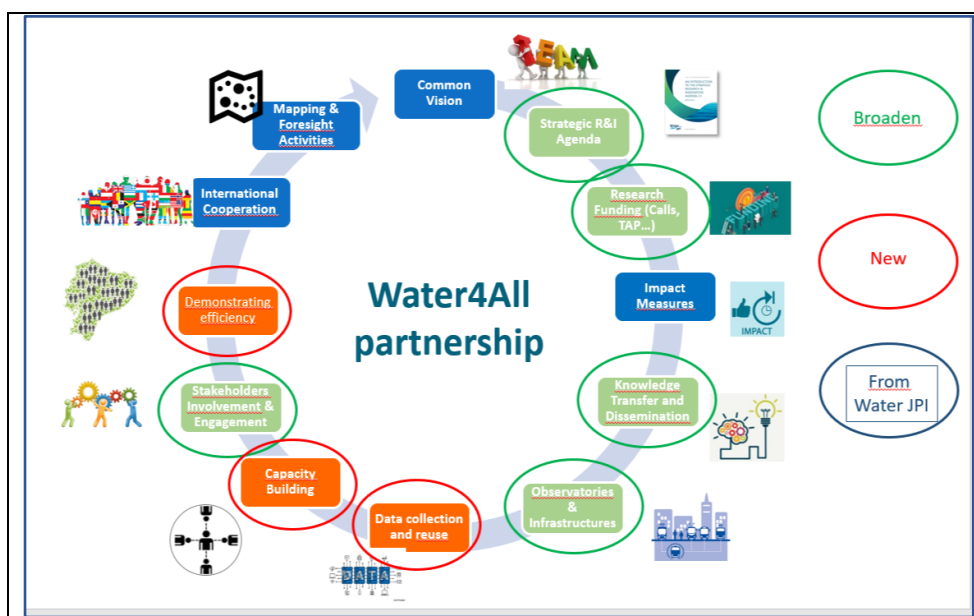 TEAM
Common
Vision
Mapping &
Foresight
Activities
Strategic R&I
Agenda
Broaden
International
Cooperation
Research
Funding (Calls,
TAP...)
FUNDING
New
Demonstrating
efficiency
Water4All
partnership
Impact
Measures
IMPACT
Stakeholders
Involvement &
Engagement
Knowledge
Transfer and
Dissemination
From
Water JPI
Capacity
Building
Data collection
and reuse
Observatories
&
Infrastructures
DATA